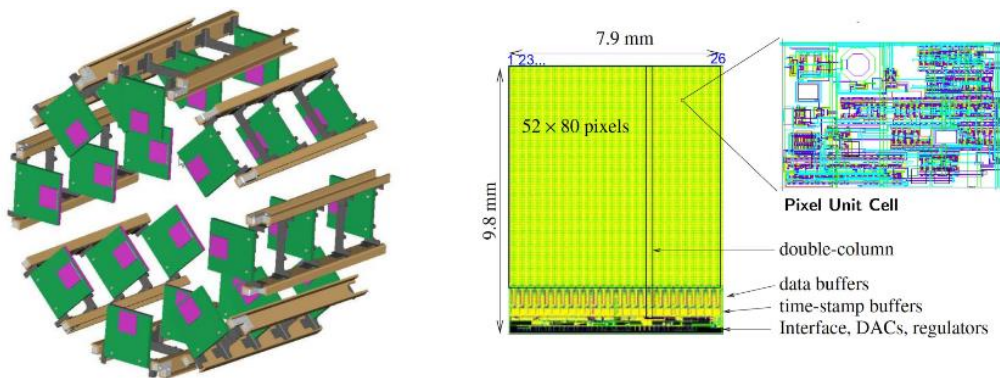 7.9 mm
1 23...
26
52 × 80 pixels
9.8 mm
Pixel Unit Cell
double-column
data buffers
time-stamp buffers
Interface, DACs, regulators